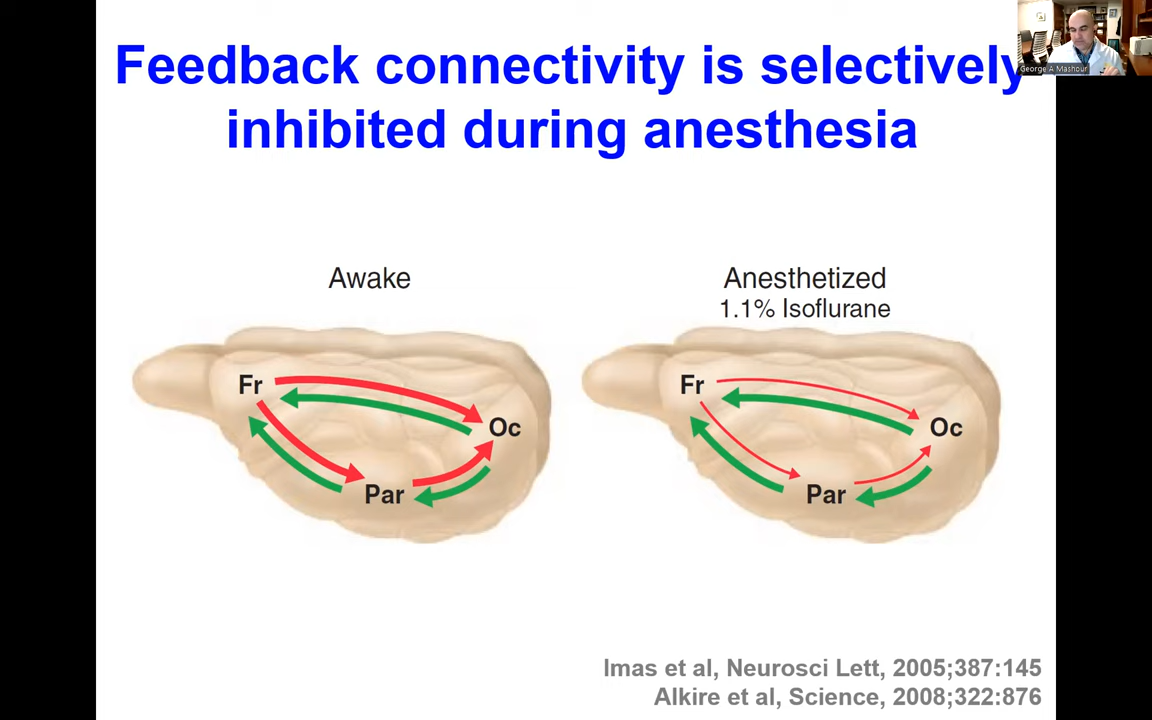 Feedback connectivity is selectively
inhibited during anesthesia
George A Mashour
Awake
Anesthetized
1.1% Isoflurane
Fr
Oc
Par
Fr
Oc
Par
Imas et al, Neurosci Lett, 2005;387:145
Alkire et al, Science, 2008;322:876